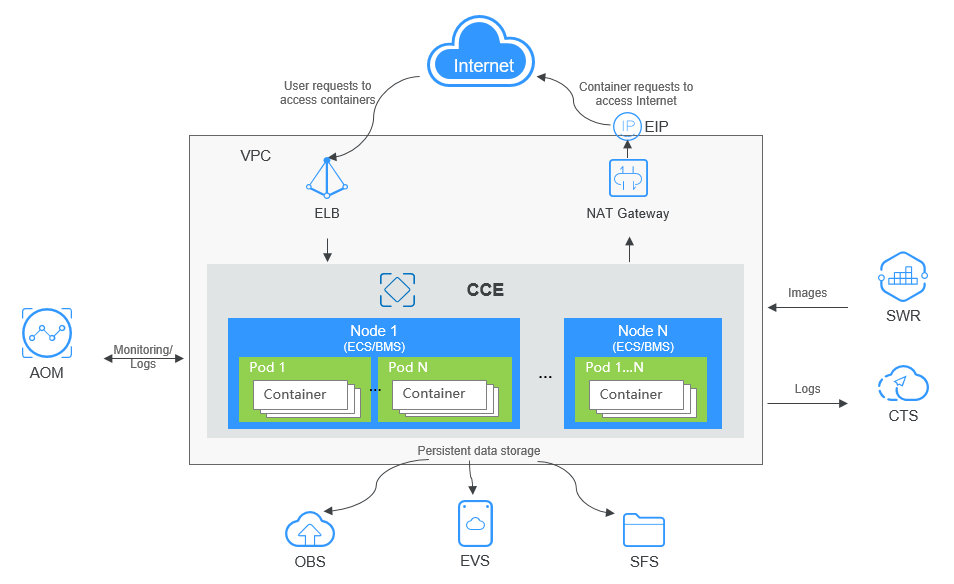 Internet
User requests to
access containers
Container requests to
access Internet
IP
EIP
VPC
ELB
NAT Gateway
CCE
Images
SWR
Node 1
(ECS/BMS)
Node N
(ECS/BMS)
AOM
Monitoring/
Logs
Pod 1
Pod N
...
Pod 1...N
Container
...
Container
Container
Logs
CTS
Persistent data storage
OBS
EVS
SFS